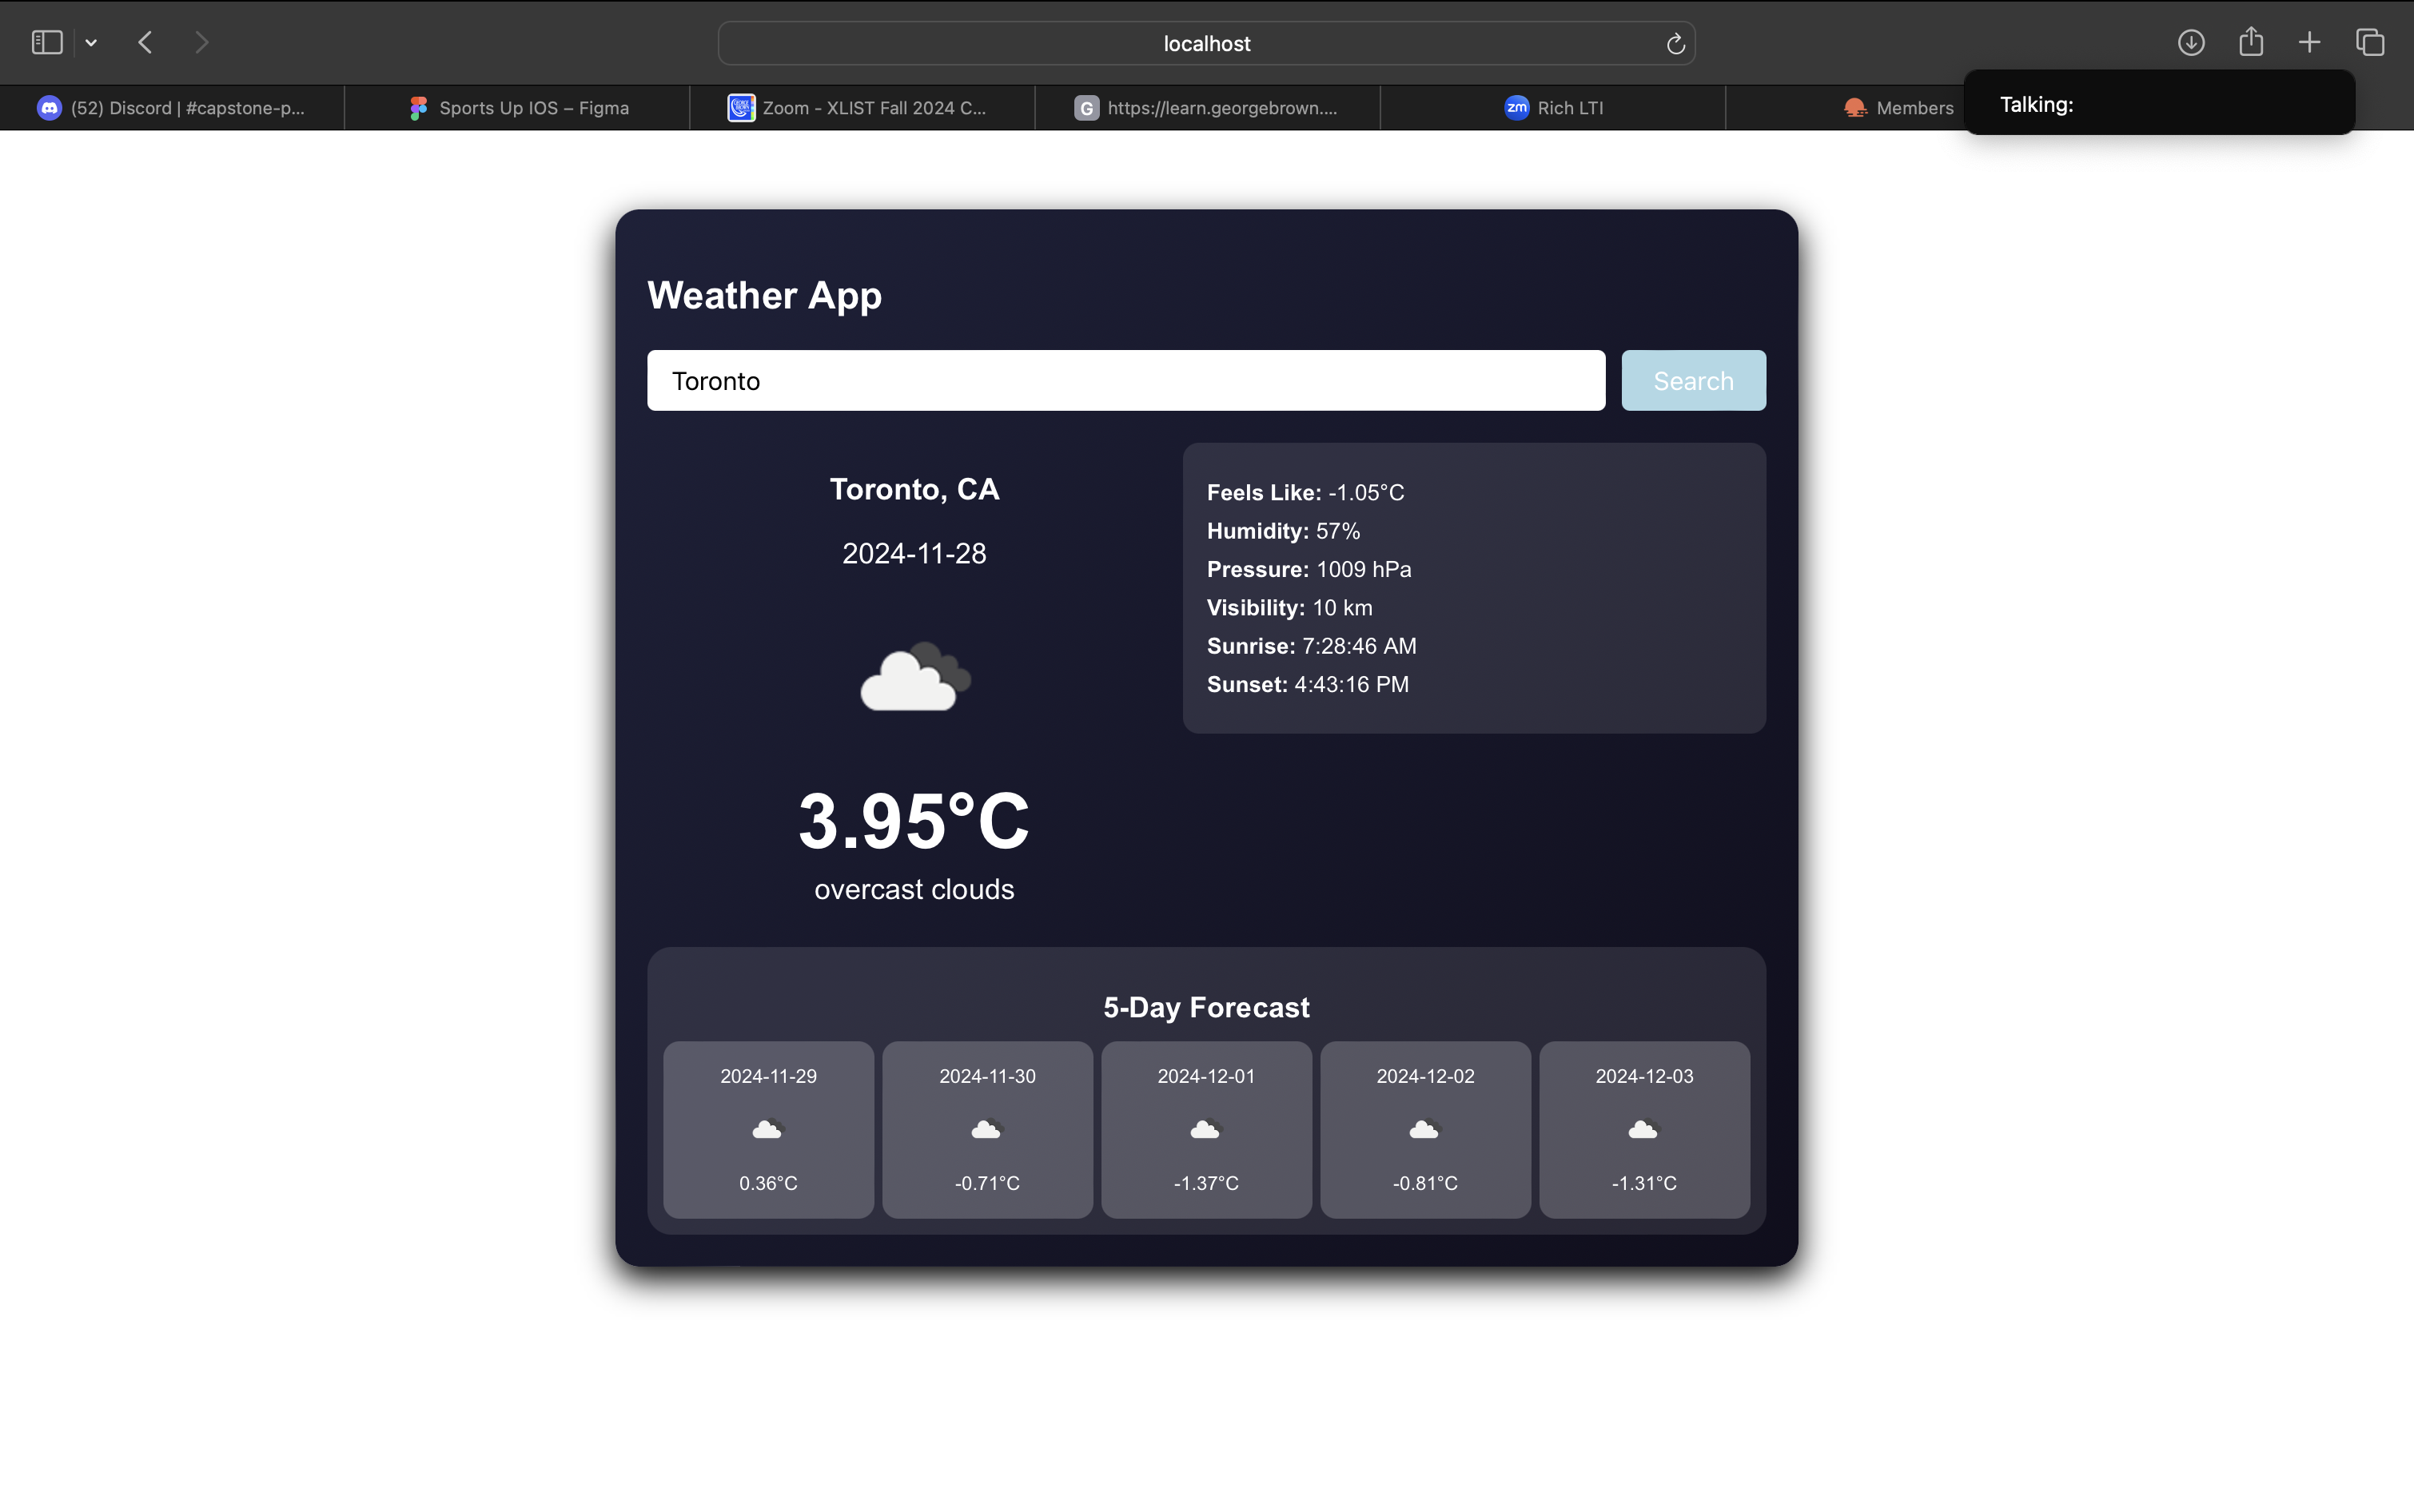 localhost
(52) Discord | #capstone-p...
Sports Up IOS – Figma
Zoom - XLIST Fall 2024 C...
G https://learn.georgebrown....
zm Rich LTI
Members
Talking:
Weather App
Toronto
Search
Toronto, CA
2024-11-28
3.95°C
overcast clouds
Feels Like: -1.05°C
Humidity: 57%
Pressure: 1009 hPa
Visibility: 10 km
Sunrise: 7:28:46 AM
Sunset: 4:43:16 PM
5-Day Forecast
2024-11-29 2024-11-30 2024-12-01 2024-12-02 2024-12-03
0.36°C -0.71°C -1.37°C -0.81°C -1.31°C